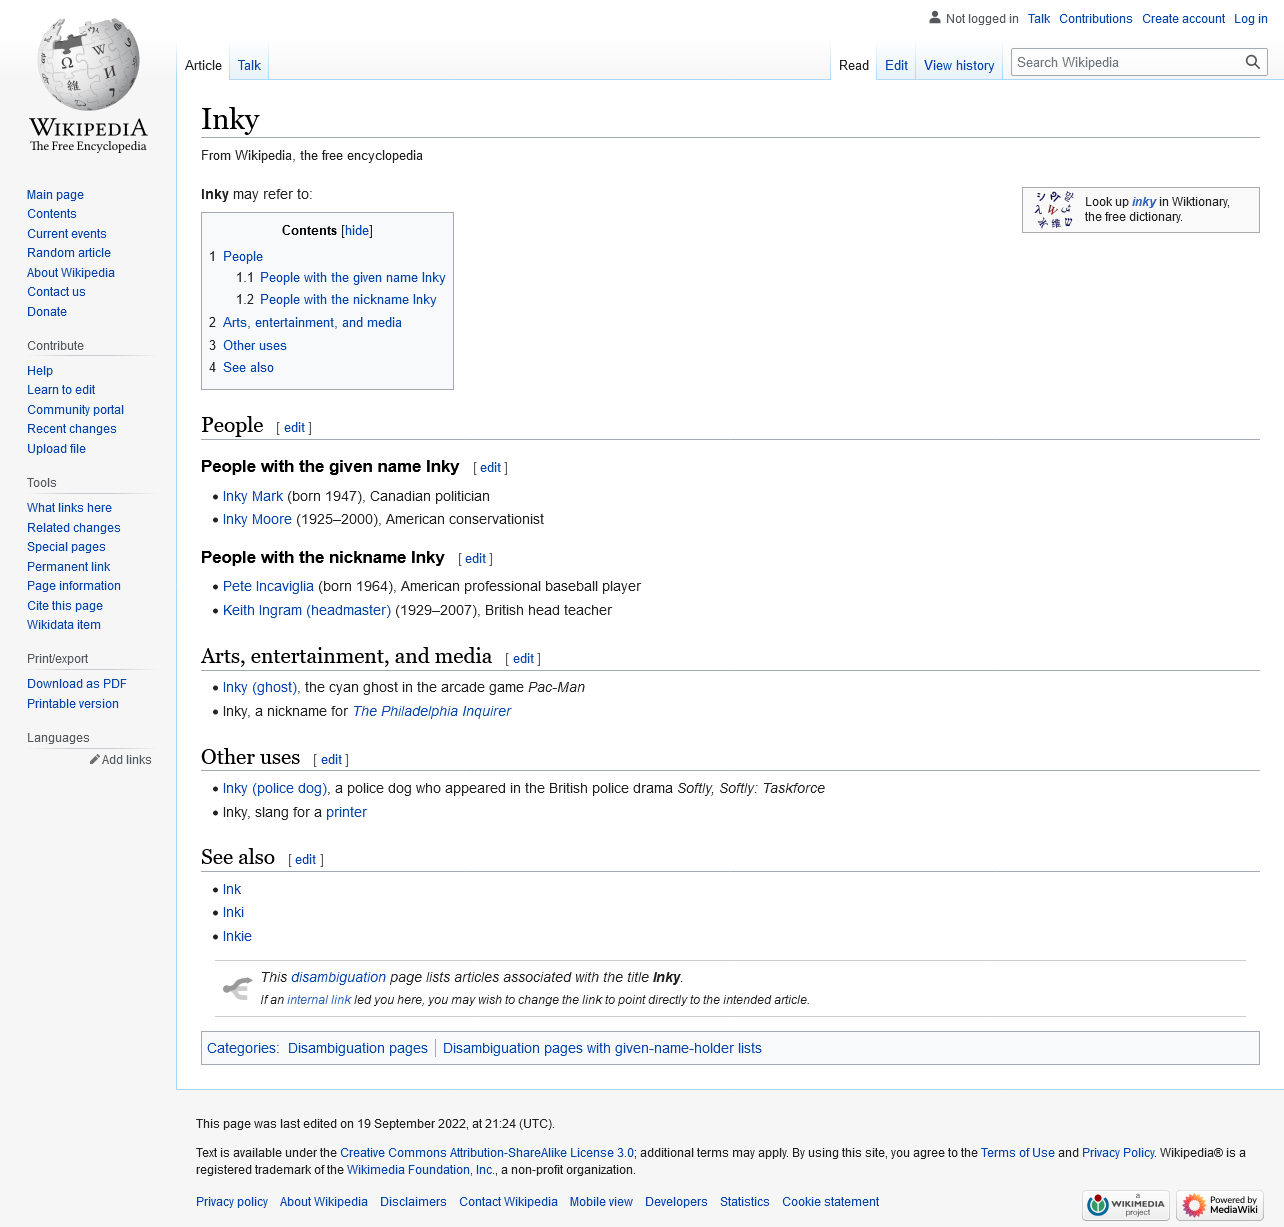 Not logged in Talk Contributions Create account Log in
Article Talk Read Edit View history Search Wikipedia
WIKIPEDIA
The Free Encyclopedia
Main page
Contents
Current events
Random article
About Wikipedia
Contact us
Donate
Contribute
Help
Learn to edit
Community portal
Recent changes
Upload file
Tools
What links here
Related changes
Special pages
Permanent link
Page information
Cite this page
Wikidata item
Print/export
Download as PDF
Printable version
Languages
Add links
Inky
From Wikipedia, the free encyclopedia
Inky may refer to:
Look up inky in Wiktionary,
the free dictionary.
Contents [hide]
1 People
1.1 People with the given name Inky
1.2 People with the nickname Inky
2 Arts, entertainment, and media
3 Other uses
4 See also
People [ edit ]
People with the given name Inky [ edit ]
• Inky Mark (born 1947), Canadian politician
• Inky Moore (1925–2000), American conservationist
People with the nickname Inky [ edit ]
• Pete Incaviglia (born 1964), American professional baseball player
• Keith Ingram (headmaster) (1929–2007), British head teacher
Arts, entertainment, and media [ edit ]
• Inky (ghost), the cyan ghost in the arcade game Pac-Man
• Inky, a nickname for The Philadelphia Inquirer
Other uses [ edit ]
• Inky (police dog), a police dog who appeared in the British police drama Softly, Softly: Taskforce
• Inky, slang for a printer
See also [ edit ]
• Ink
• Inki
• Inkie
This disambiguation page lists articles associated with the title Inky.
If an internal link led you here, you may wish to change the link to point directly to the intended article.
Categories: Disambiguation pages | Disambiguation pages with given-name-holder lists
This page was last edited on 19 September 2022, at 21:24 (UTC).
Text is available under the Creative Commons Attribution-ShareAlike License 3.0; additional terms may apply. By using this site, you agree to the Terms of Use and Privacy Policy. Wikipedia® is a
registered trademark of the Wikimedia Foundation, Inc., a non-profit organization.
Privacy policy About Wikipedia Disclaimers Contact Wikipedia Mobile view Developers Statistics Cookie statement
a WIKIMEDIA project
Powered by MediaWiki